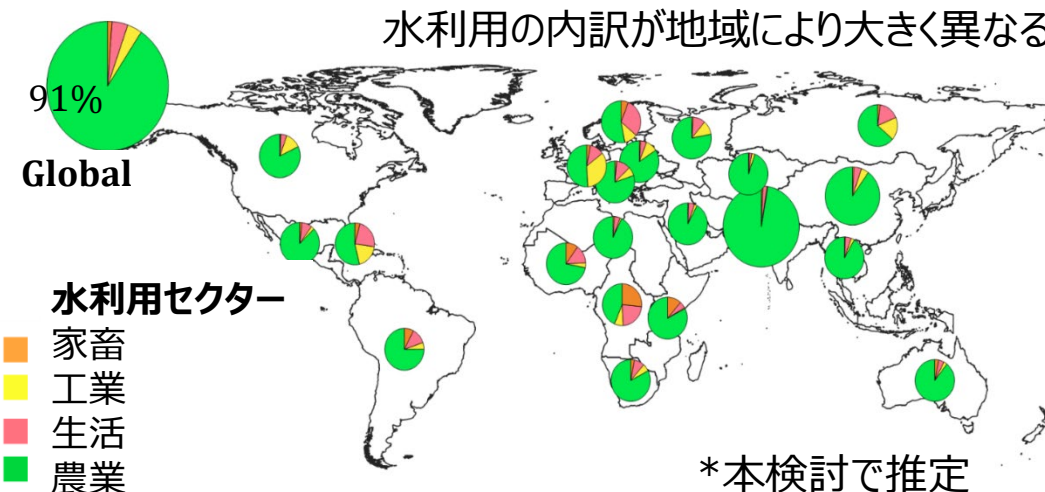 水利用の内訳が地域により大きく異なる
91%
Global
水利用セクター
家畜
工業
生活
農業
*本検討で推定